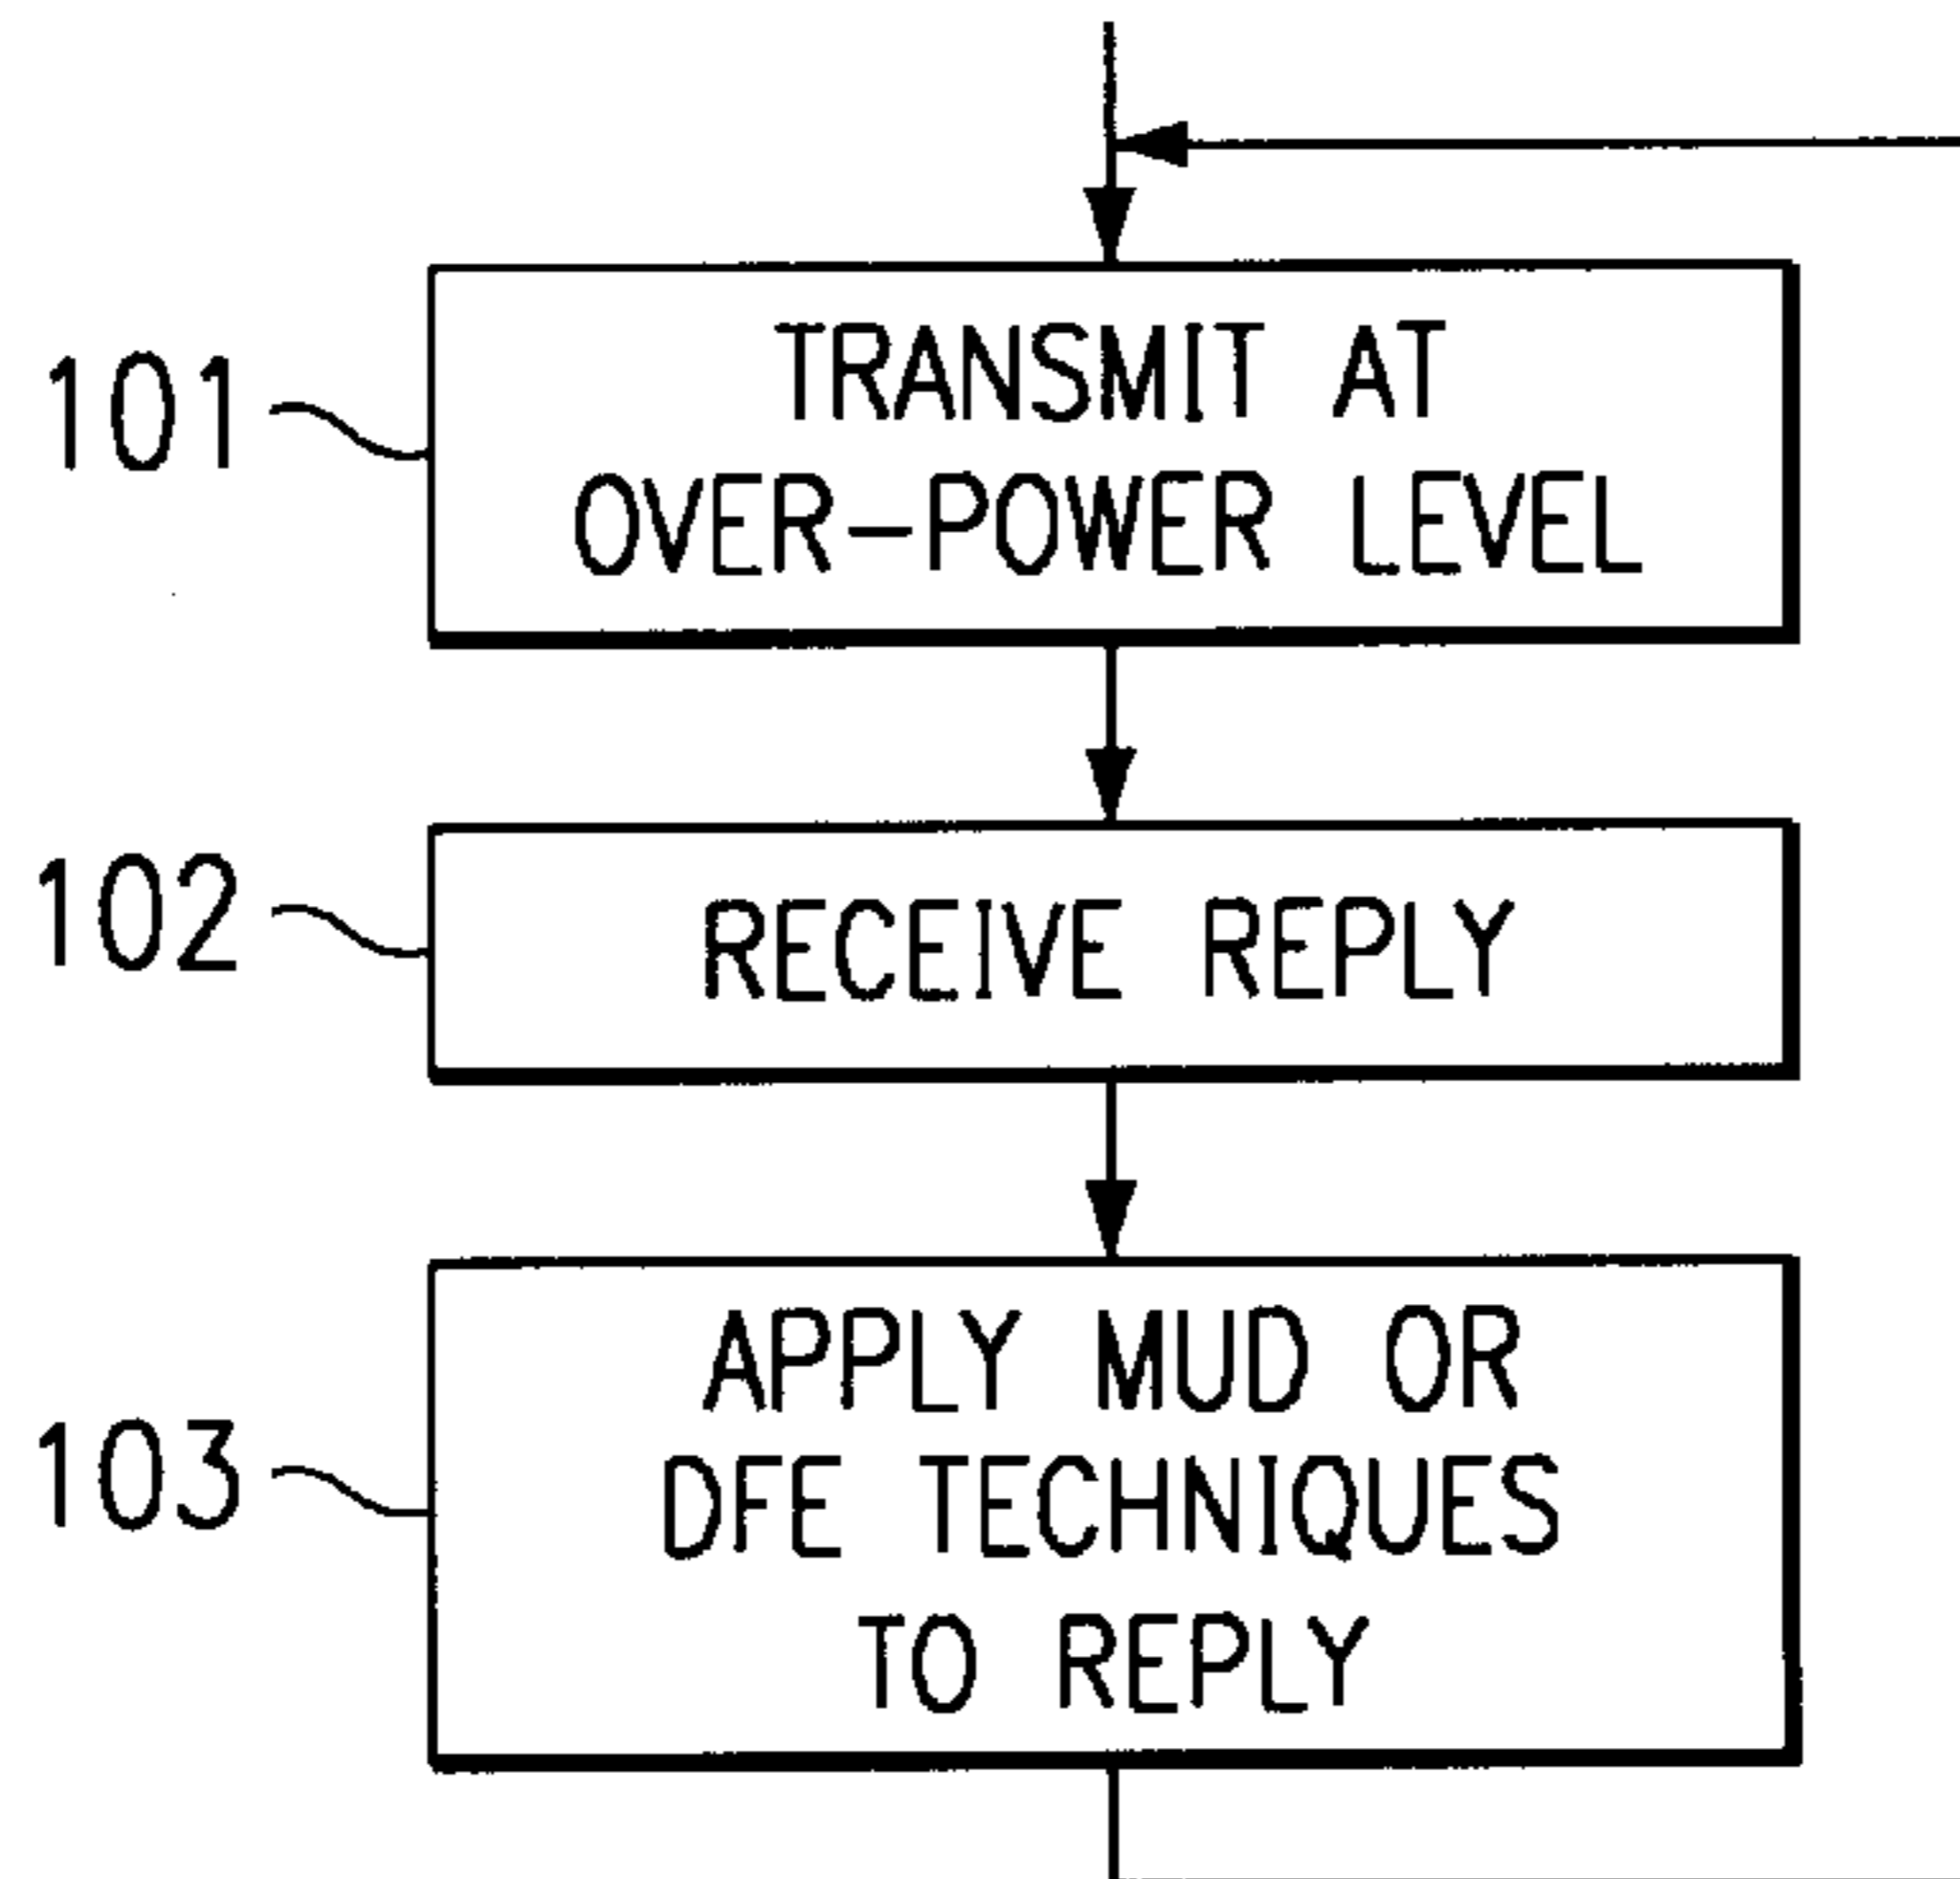 101
TRANSMIT AT
OVER-POWER LEVEL
102
RECEIVE REPLY
103
APPLY MUD OR
DFE TECHNIQUES
TO REPLY